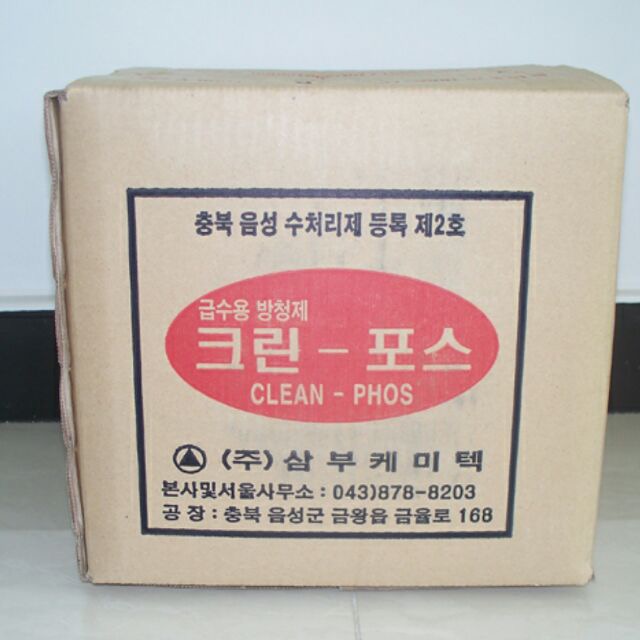 충북 음성 수처리제 등록 제2호
급수용 방청제
크린 - 포스
CLEAN - PHOS
(주) 삼부케미텍
본사및서울사무소 : 043)878-8203
공 장 : 충북 음성군 금왕읍 금율로 168